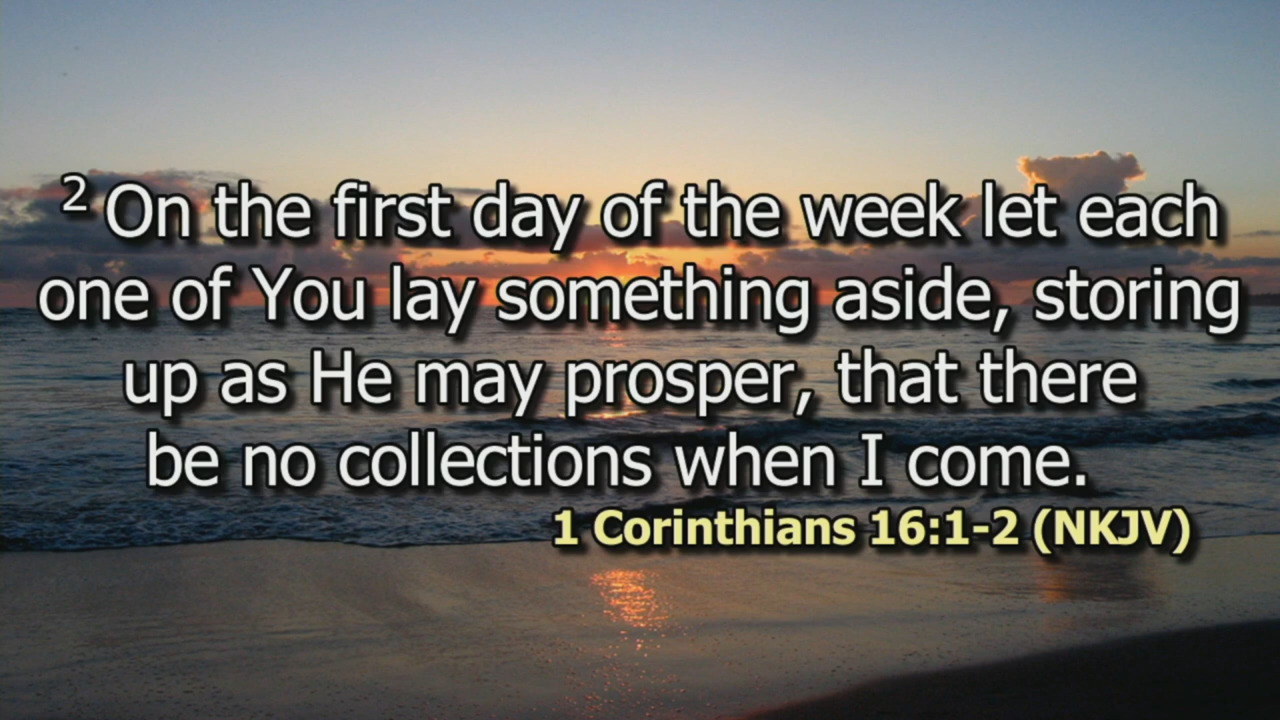 2 On the first day of the week let each
one of You lay something aside, storing
up as He may prosper, that there
be no collections when I come.
1 Corinthians 16:1-2 (NKJV)